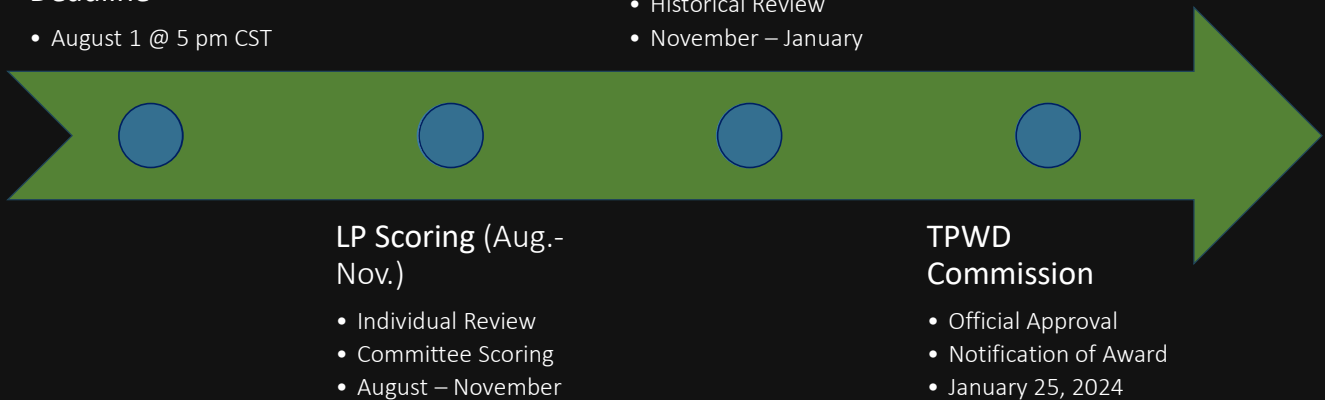 Deadline
• August 1 @ 5 pm CST
• Historical Review
• November – January
LP Scoring (Aug.-
Nov.)
• Individual Review
• Committee Scoring
• August – November
TPWD
Commission
• Official Approval
• Notification of Award
• January 25, 2024